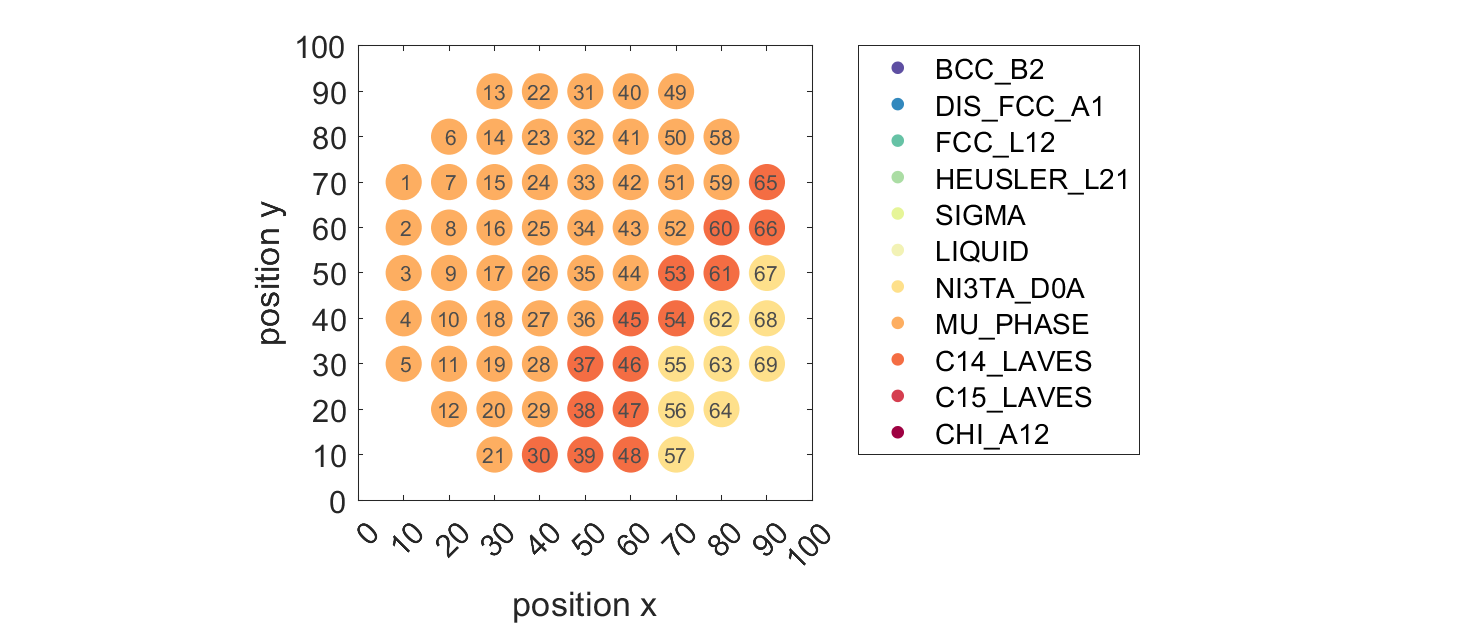 100
90
80
70
60
50
40
30
20
10
0
position y
13 22 31 40 49
6 14 23 32 41 50 58
1 7 15 24 33 42 51 59 65
2 8 16 25 34 43 52 60 66
3 9 17 26 35 44 53 61 67
4 10 18 27 36 45 54 62 68
5 11 19 28 37 46 55 63 69
12 20 29 38 47 56 64
21 30 39 48 57
0 10 20 30 40 50 60 70 80 90 100
position x
BCC_B2
DIS_FCC_A1
FCC_L12
HEUSLER_L21
SIGMA
LIQUID
NI3TA_D0A
MU_PHASE
C14_LAVES
C15_LAVES
CHI_A12